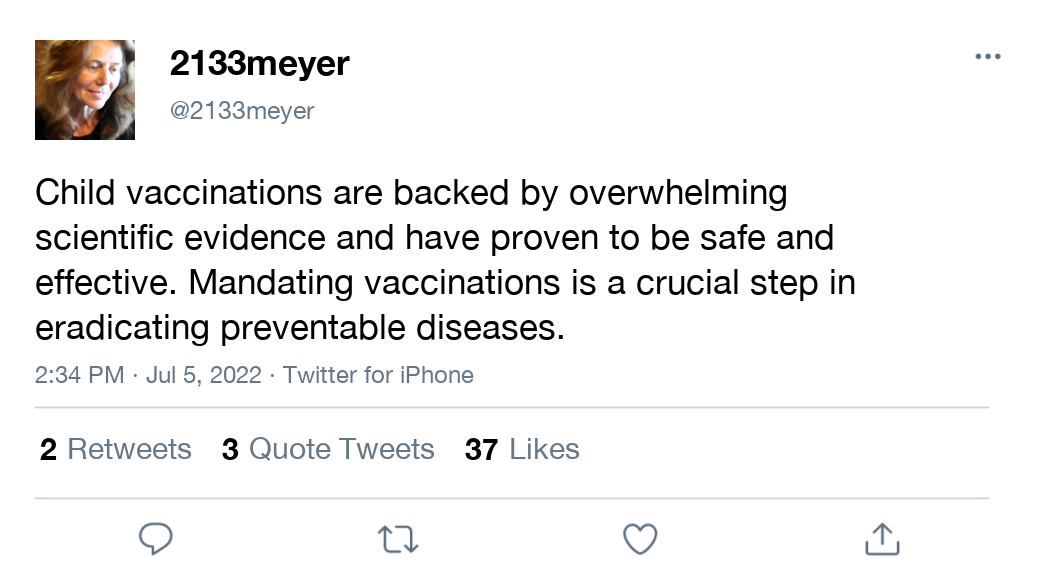 2133meyer
@2133meyer
Child vaccinations are backed by overwhelming
scientific evidence and have proven to be safe and
effective. Mandating vaccinations is a crucial step in
eradicating preventable diseases.
2:34 PM · Jul 5, 2022 · Twitter for iPhone
2 Retweets 3 Quote Tweets 37 Likes